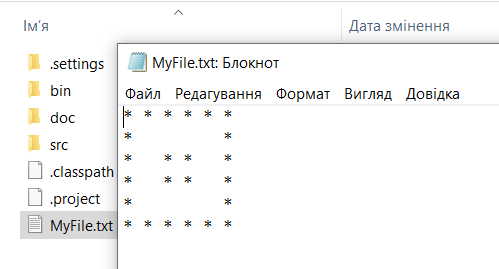 Ім'я Дата змінення
.settings
bin
doc
src
.classpath
.project
MyFile.txt
MyFile.txt: Блокнот
Файл Редагування Формат Вигляд Довідка
* * * * * *
*         *
*   * *   *
*   * *   *
*         *
* * * * * *